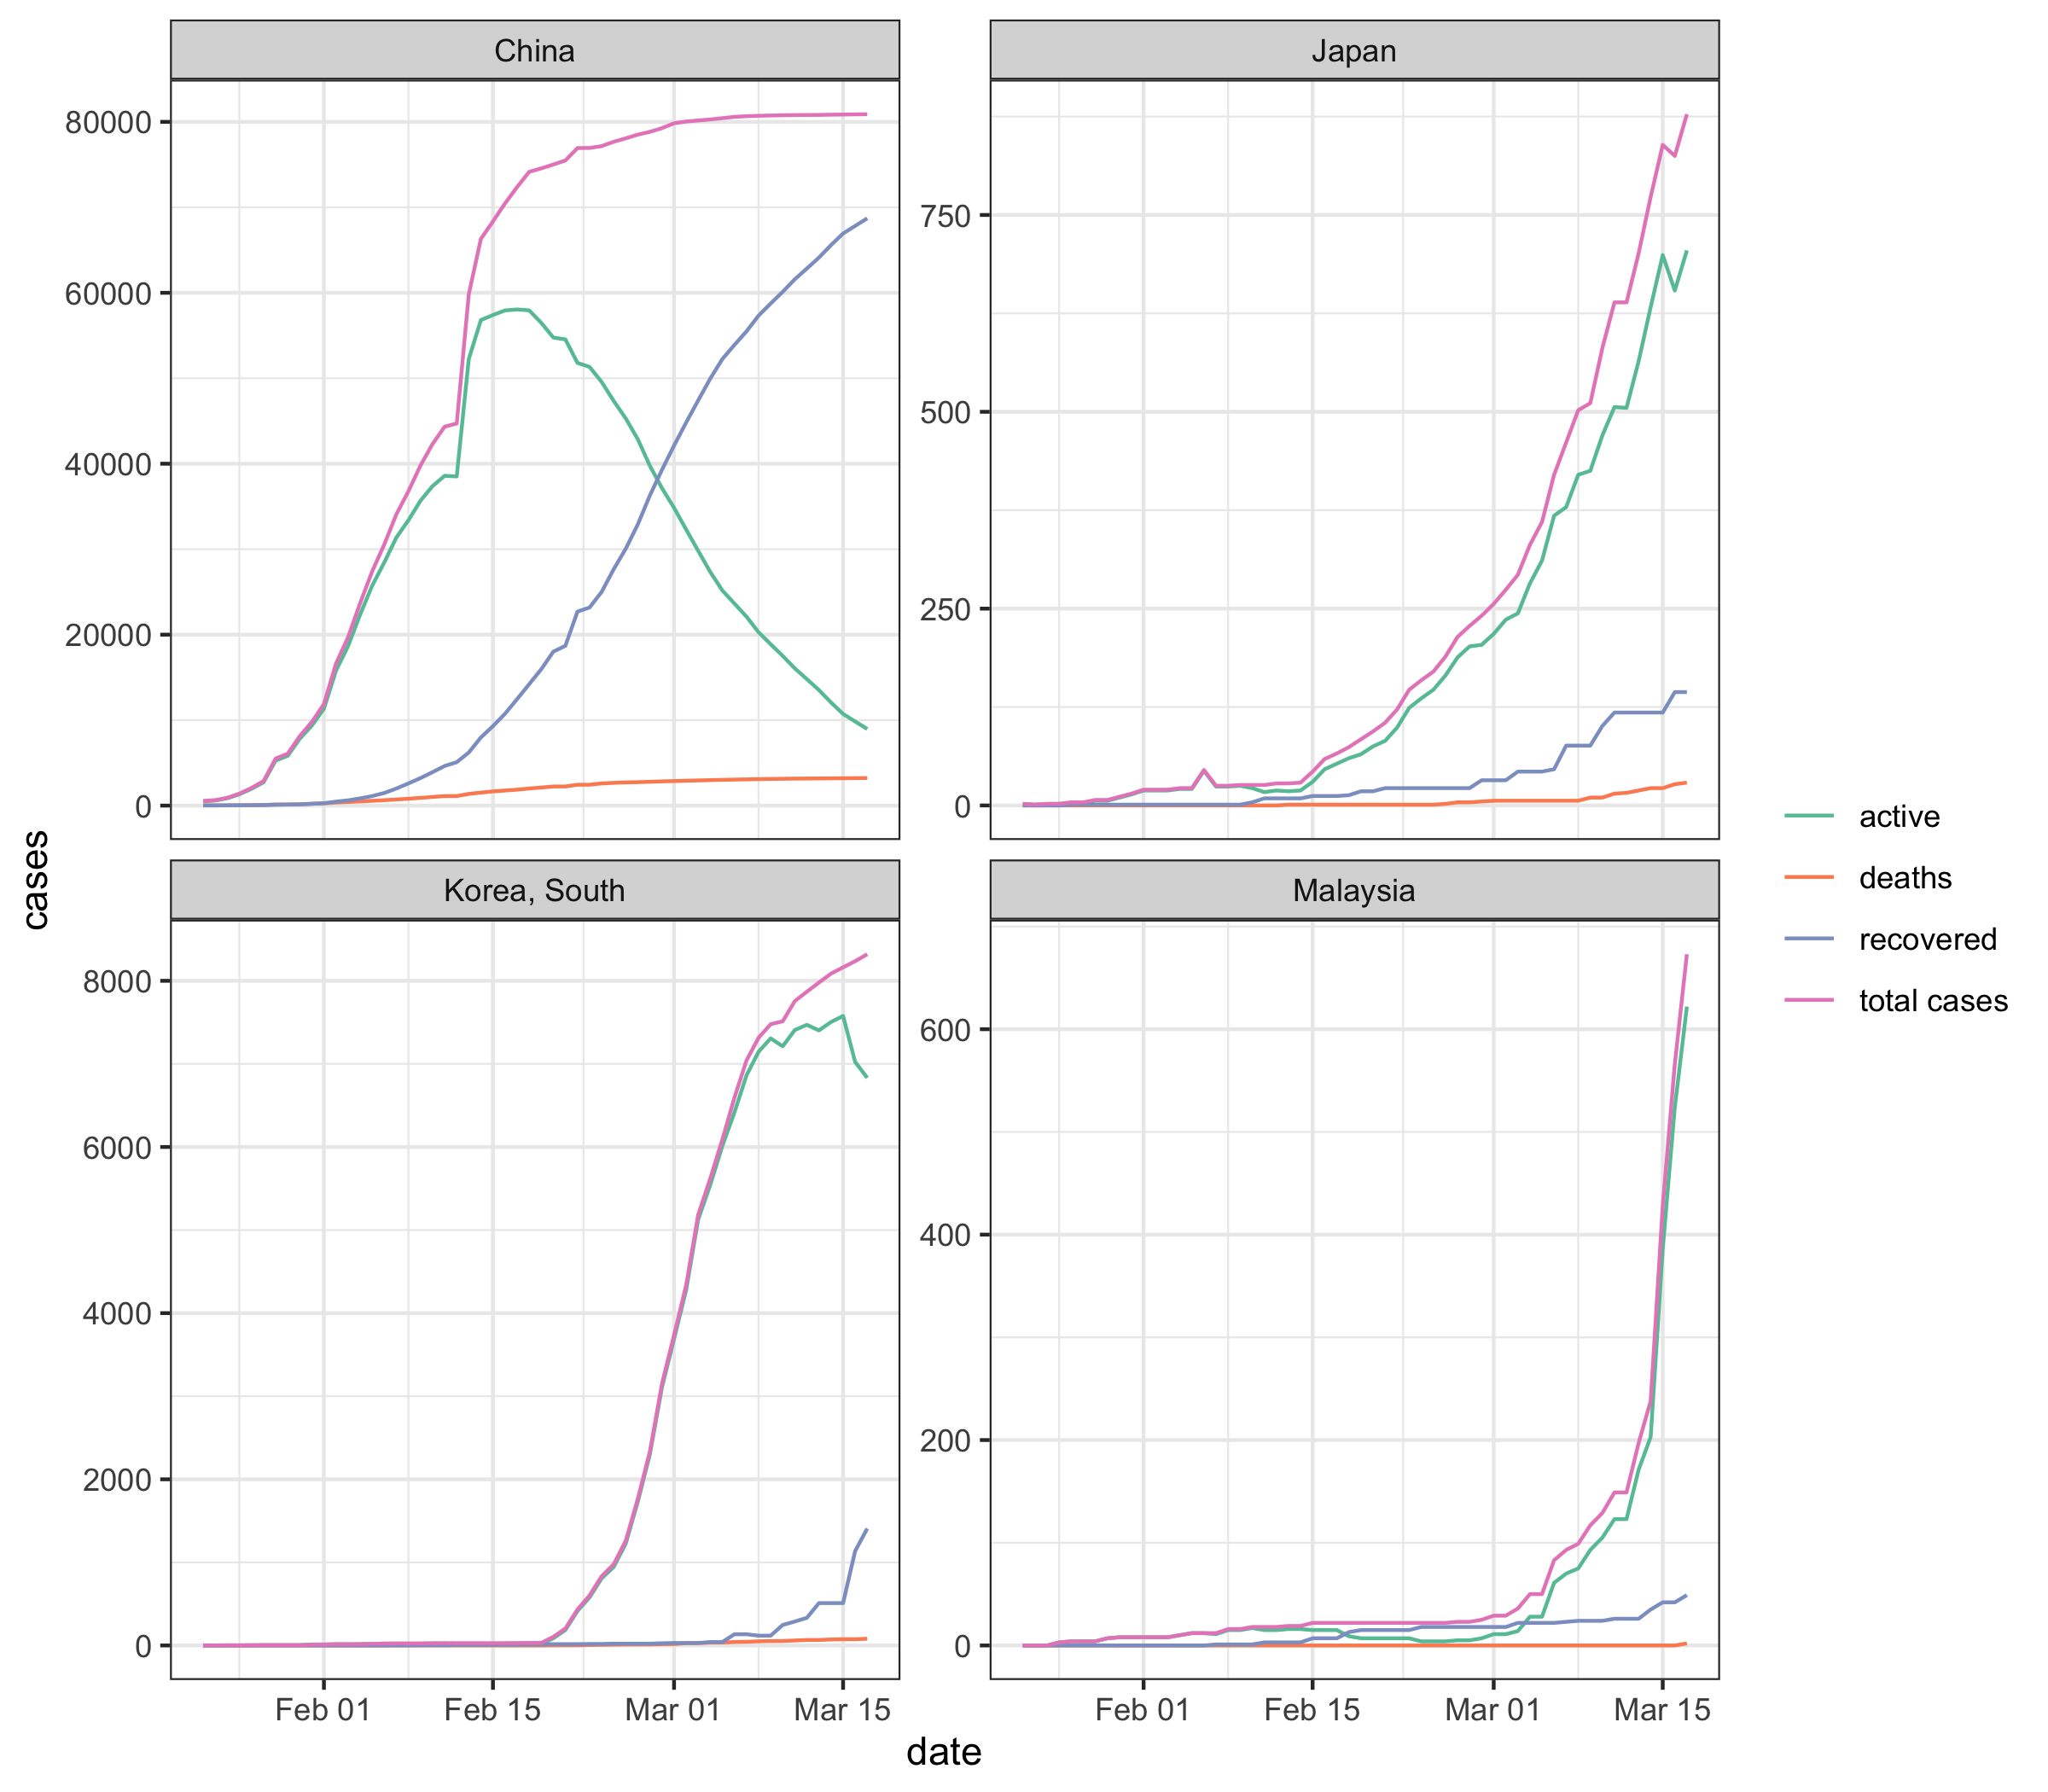 China
Japan
80000
60000
40000
20000
0
750
500
250
0
Korea, South
Malaysia
8000
6000
4000
2000
0
600
400
200
0
Feb 01
Feb 15
Mar 01
Mar 15
Feb 01
Feb 15
Mar 01
Mar 15
date
cases
active
deaths
recovered
total cases